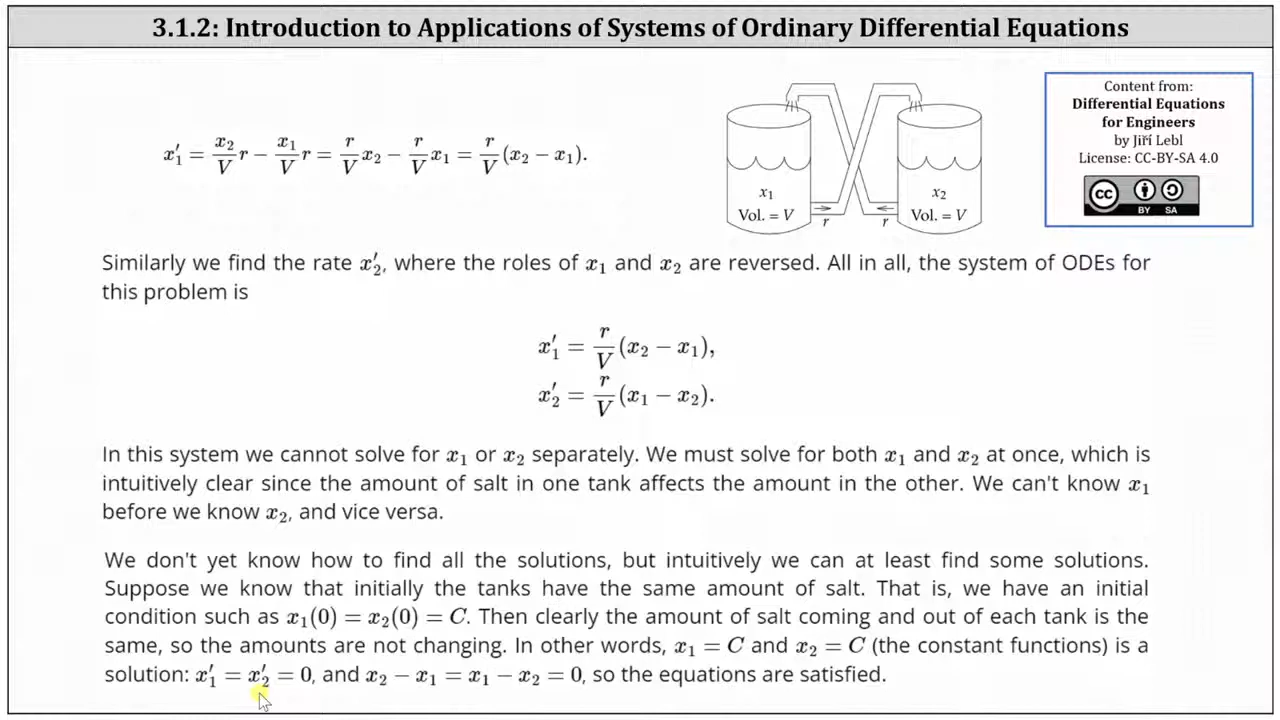 3.1.2: Introduction to Applications of Systems of Ordinary Differential Equations
x₁′ = x₂/V r − x₁/V r = r/V x₂ − r/V x₁ = r/V (x₂ − x₁).
x₁
Vol. = V
r
r
x₂
Vol. = V
Content from:
Differential Equations
for Engineers
by Jiří Lebl
License: CC-BY-SA 4.0
cc
BY SA
Similarly we find the rate x₂′, where the roles of x₁ and x₂ are reversed. All in all, the system of ODEs for
this problem is
x₁′ = r/V (x₂ − x₁),
x₂′ = r/V (x₁ − x₂).
In this system we cannot solve for x₁ or x₂ separately. We must solve for both x₁ and x₂ at once, which is
intuitively clear since the amount of salt in one tank affects the amount in the other. We can't know x₁
before we know x₂, and vice versa.
We don't yet know how to find all the solutions, but intuitively we can at least find some solutions.
Suppose we know that initially the tanks have the same amount of salt. That is, we have an initial
condition such as x₁(0) = x₂(0) = C. Then clearly the amount of salt coming and out of each tank is the
same, so the amounts are not changing. In other words, x₁ = C and x₂ = C (the constant functions) is a
solution: x₁′ = x₂′ = 0, and x₂ − x₁ = x₁ − x₂ = 0, so the equations are satisfied.